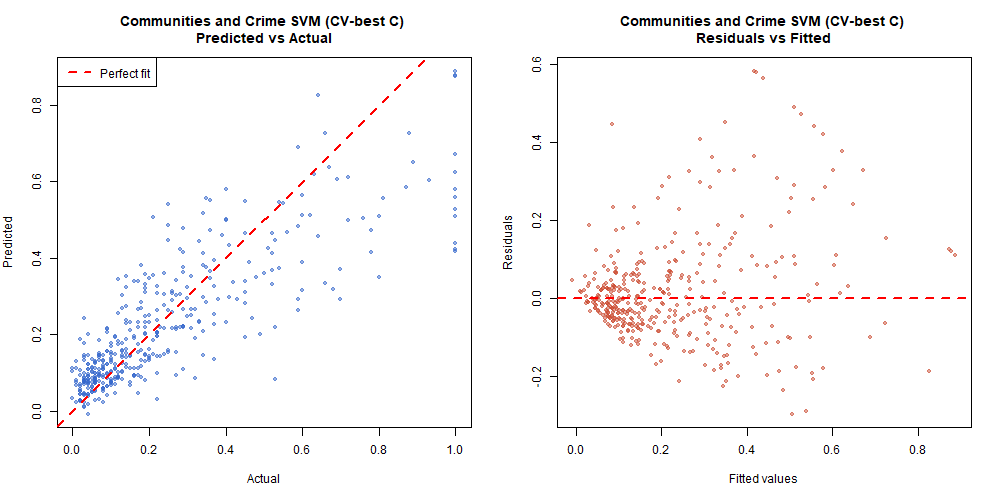 Communities and Crime SVM (CV-best C)
Predicted vs Actual
Perfect fit
Predicted
0.0
0.2
0.4
0.6
0.8
0.0 0.2 0.4 0.6 0.8 1.0
Actual
Communities and Crime SVM (CV-best C)
Residuals vs Fitted
Residuals
-0.2
0.0
0.2
0.4
0.6
0.0 0.2 0.4 0.6 0.8
Fitted values